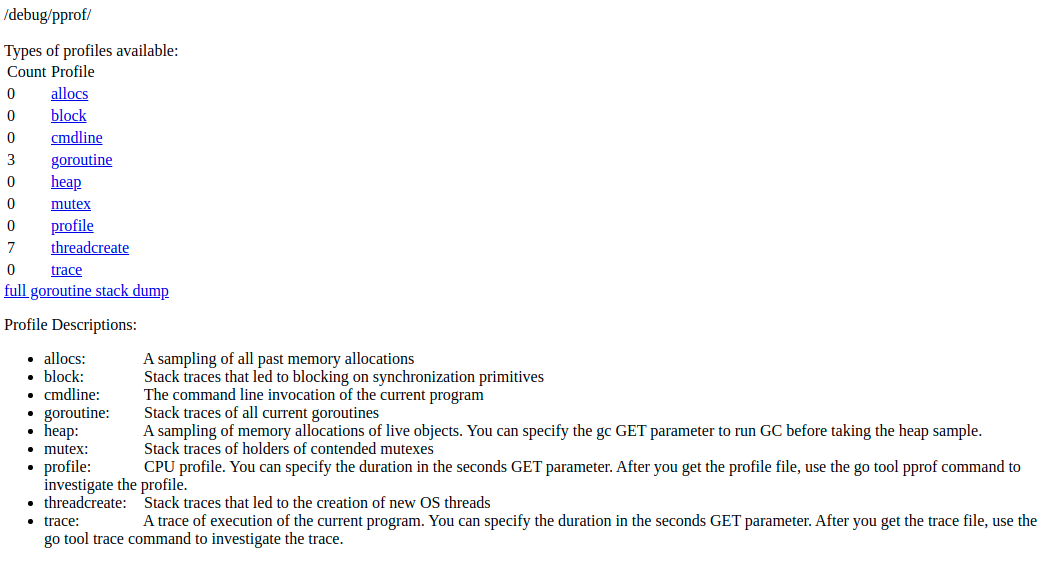 /debug/pprof/
Types of profiles available:
Count Profile
0 allocs
0 block
0 cmdline
3 goroutine
0 heap
0 mutex
0 profile
7 threadcreate
0 trace
full goroutine stack dump
Profile Descriptions:
• allocs: A sampling of all past memory allocations
• block: Stack traces that led to blocking on synchronization primitives
• cmdline: The command line invocation of the current program
• goroutine: Stack traces of all current goroutines
• heap: A sampling of memory allocations of live objects. You can specify the gc GET parameter to run GC before taking the heap sample.
• mutex: Stack traces of holders of contended mutexes
• profile: CPU profile. You can specify the duration in the seconds GET parameter. After you get the profile file, use the go tool pprof command to
investigate the profile.
• threadcreate: Stack traces that led to the creation of new OS threads
• trace: A trace of execution of the current program. You can specify the duration in the seconds GET parameter. After you get the trace file, use the
go tool trace command to investigate the trace.